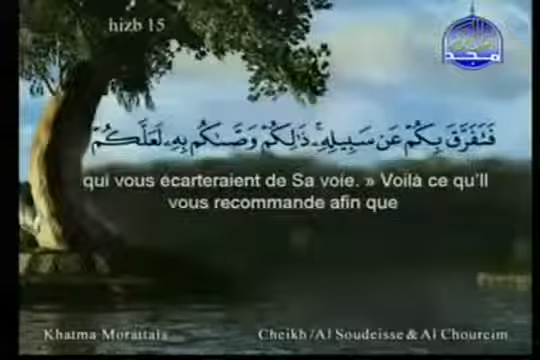 hizb 15
مجد
فَتَفَرَّقَ بِكُمْ عَن سَبِيلِهِۦ ۚ ذَٰلِكُمْ وَصَّىٰكُم بِهِۦ لَعَلَّكُمْ
qui vous écarteraient de Sa voie. » Voilà ce qu'Il
vous recommande afin que
Khatma Morattala
Cheikh/Al Soudeisse & Al Choureim